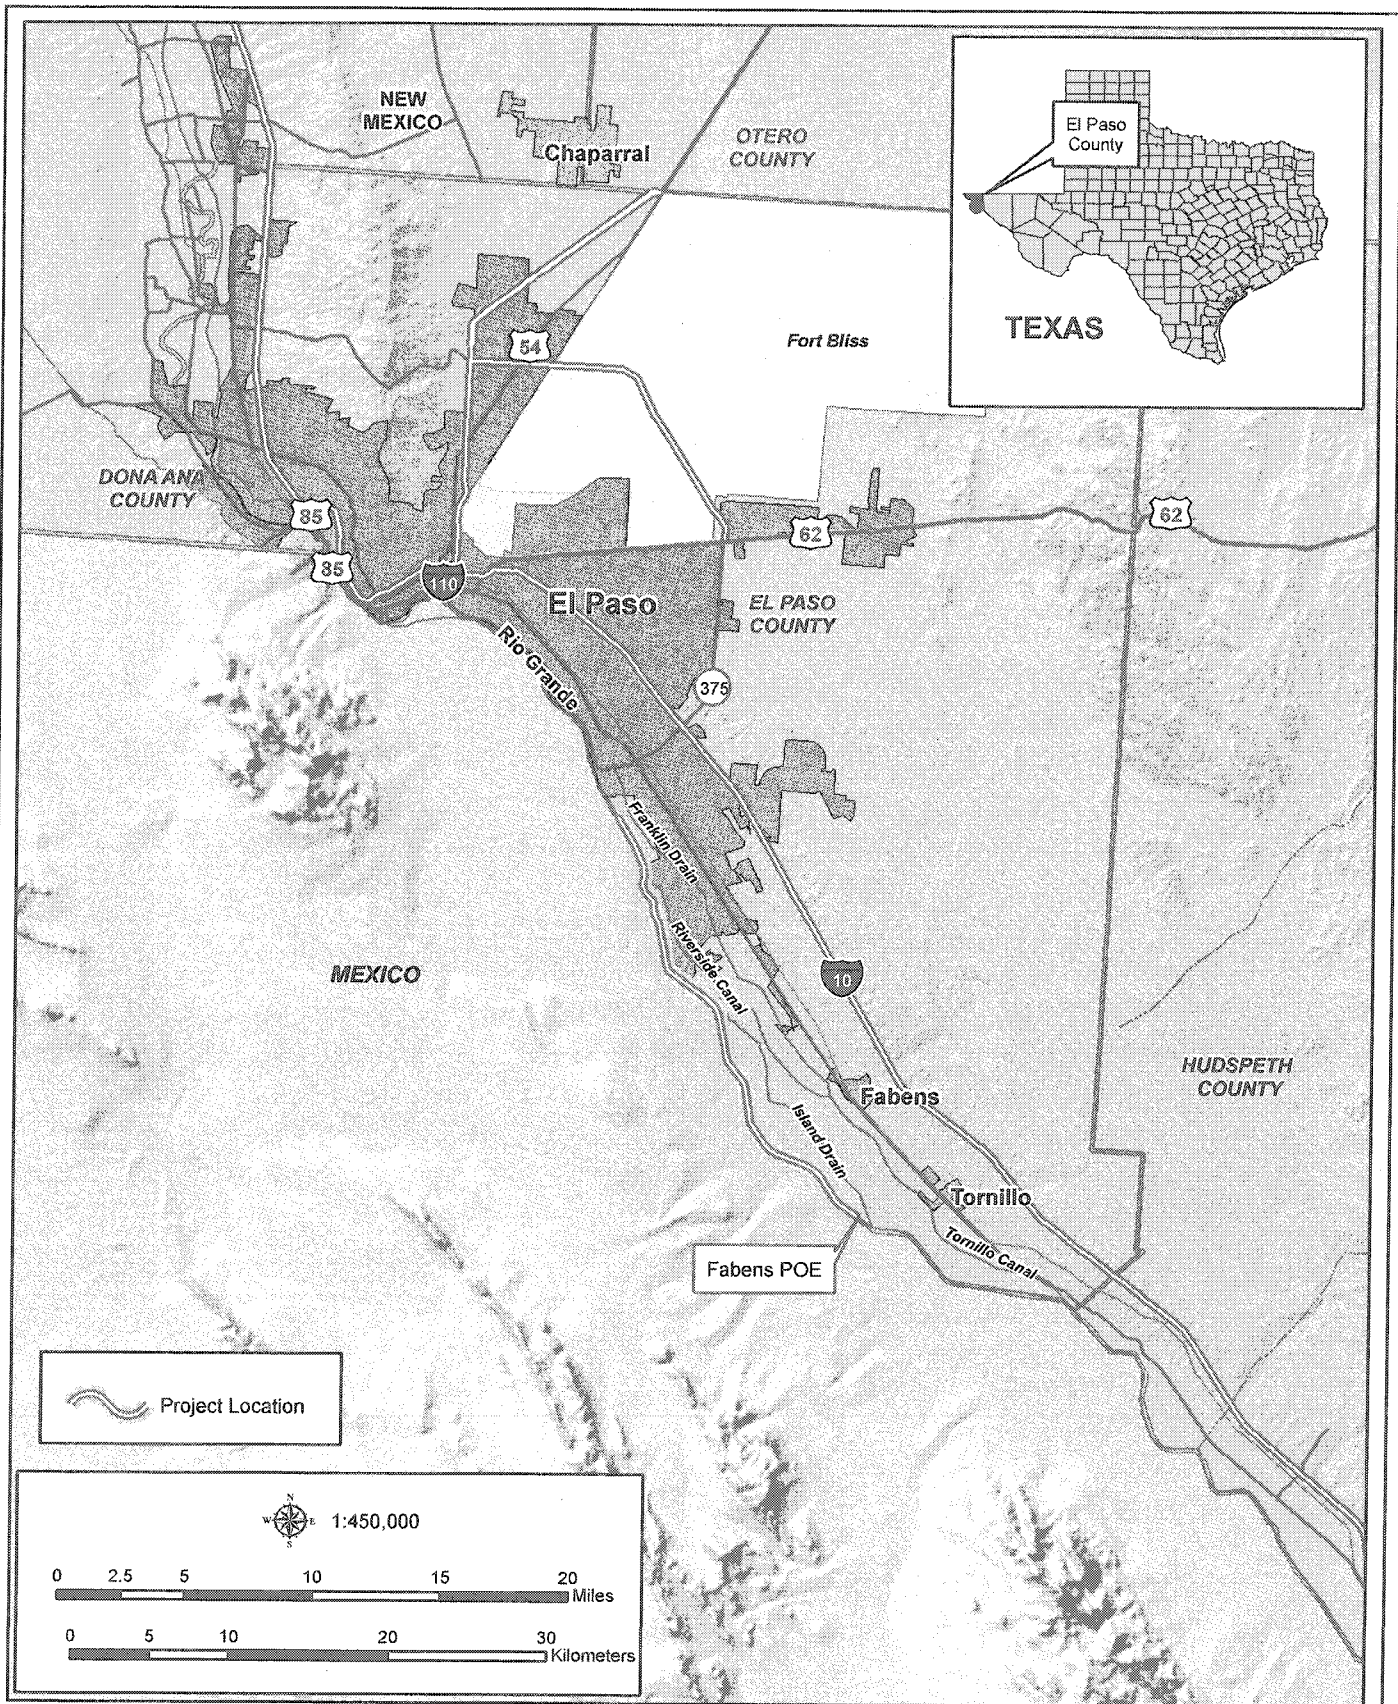 NEW
MEXICO
Chaparral
OTERO
COUNTY
El Paso
County
TEXAS
54
Fort Bliss
DONA ANA
COUNTY
85
85
110
62
62
El Paso
EL PASO
COUNTY
Rio Grande
375
Franklin Drain
Riverside Canal
MEXICO
10
HUDSPETH
COUNTY
Fabens
Island Drain
Tornillo
Tornillo Canal
Fabens POE
Project Location
N
W E
S
1:450,000
0 2.5 5 10 15 20
Miles
0 5 10 20 30
Kilometers